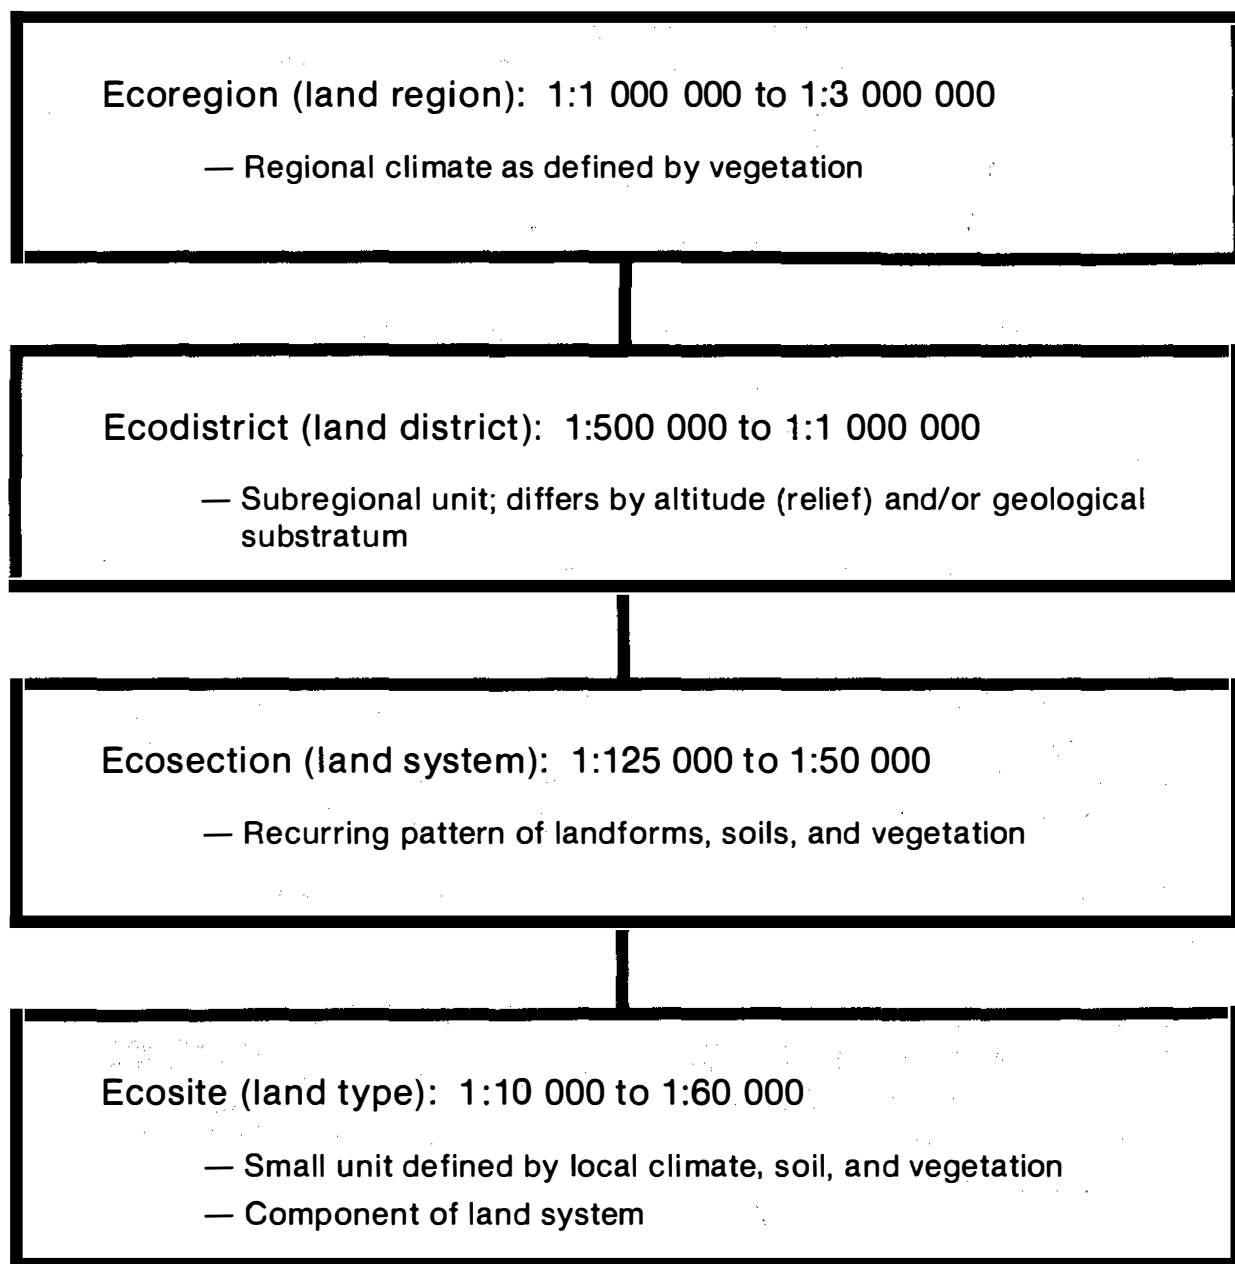 Ecoregion (land region): 1:1 000 000 to 1:3 000 000
— Regional climate as defined by vegetation
Ecodistrict (land district): 1:500 000 to 1:1 000 000
— Subregional unit; differs by altitude (relief) and/or geological
substratum
Ecosection (land system): 1:125 000 to 1:50 000
— Recurring pattern of landforms, soils, and vegetation
Ecosite (land type): 1:10 000 to 1:60 000
— Small unit defined by local climate, soil, and vegetation
— Component of land system